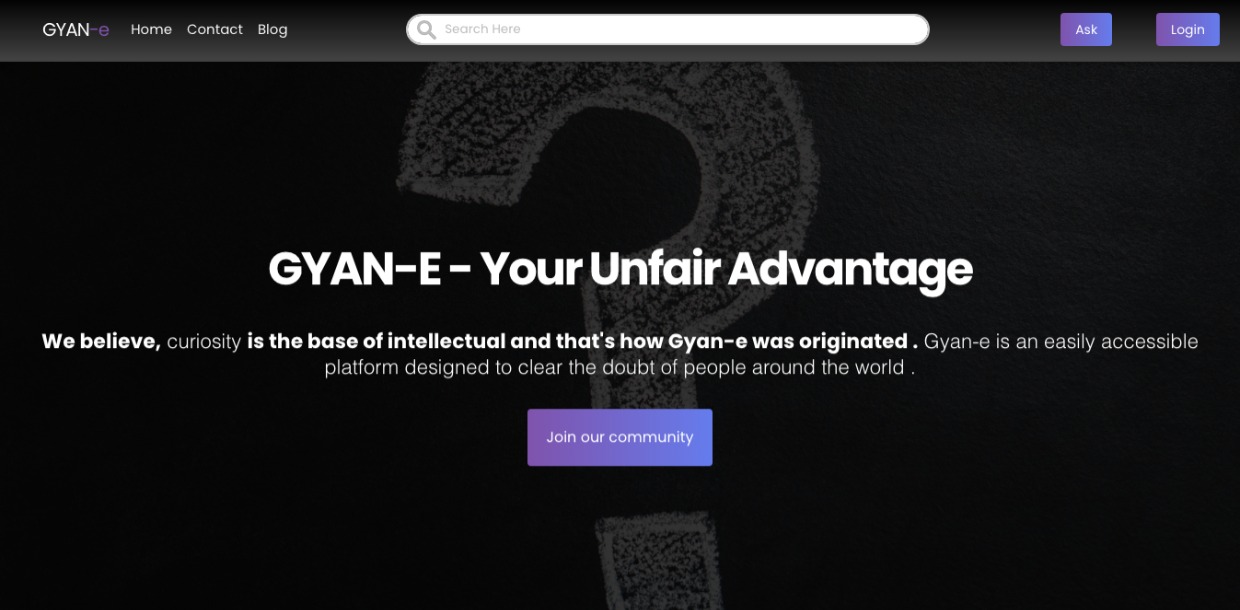 GYAN-e Home Contact Blog Search Here Ask Login
GYAN-E - Your Unfair Advantage
We believe, curiosity is the base of intellectual and that's how Gyan-e was originated . Gyan-e is an easily accessible
platform designed to clear the doubt of people around the world .
Join our community